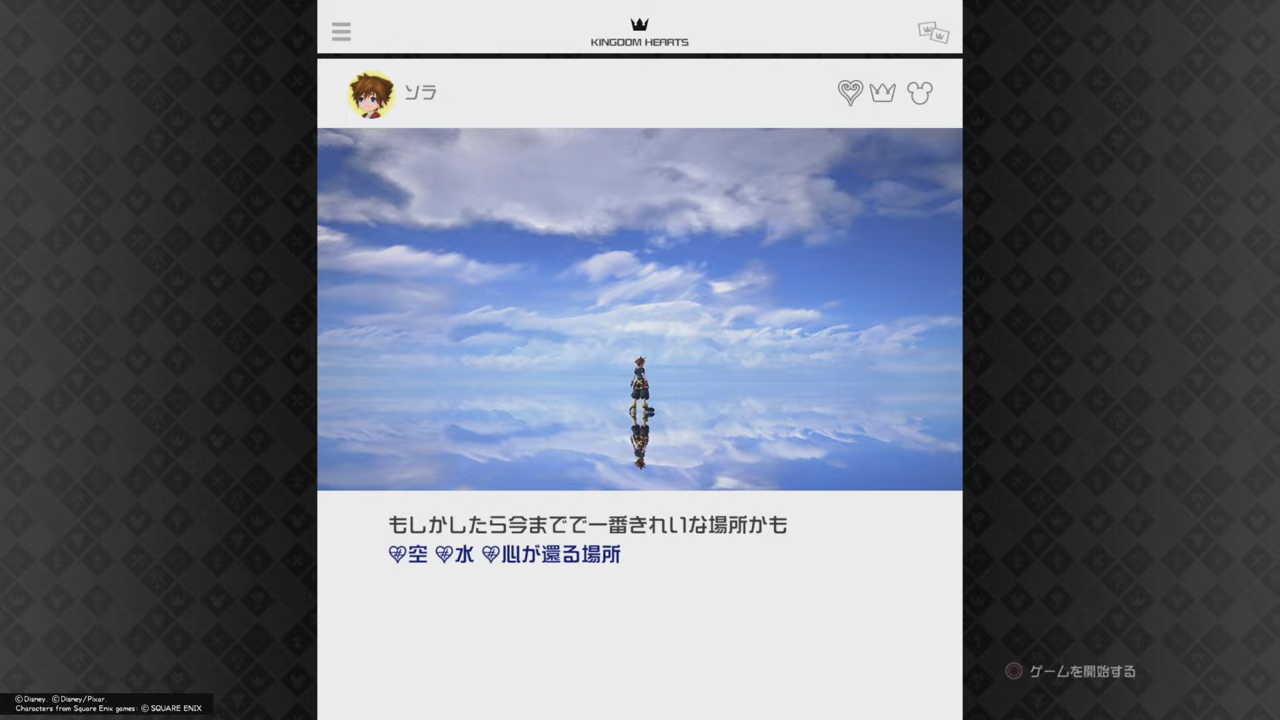 KINGDOM HEARTS
ソラ
もしかしたら今までで一番きれいな場所かも
空 水 心が還る場所
ゲームを開始する
©Disney. ©Disney/Pixar.
Characters from Square Enix games: © SQUARE ENIX